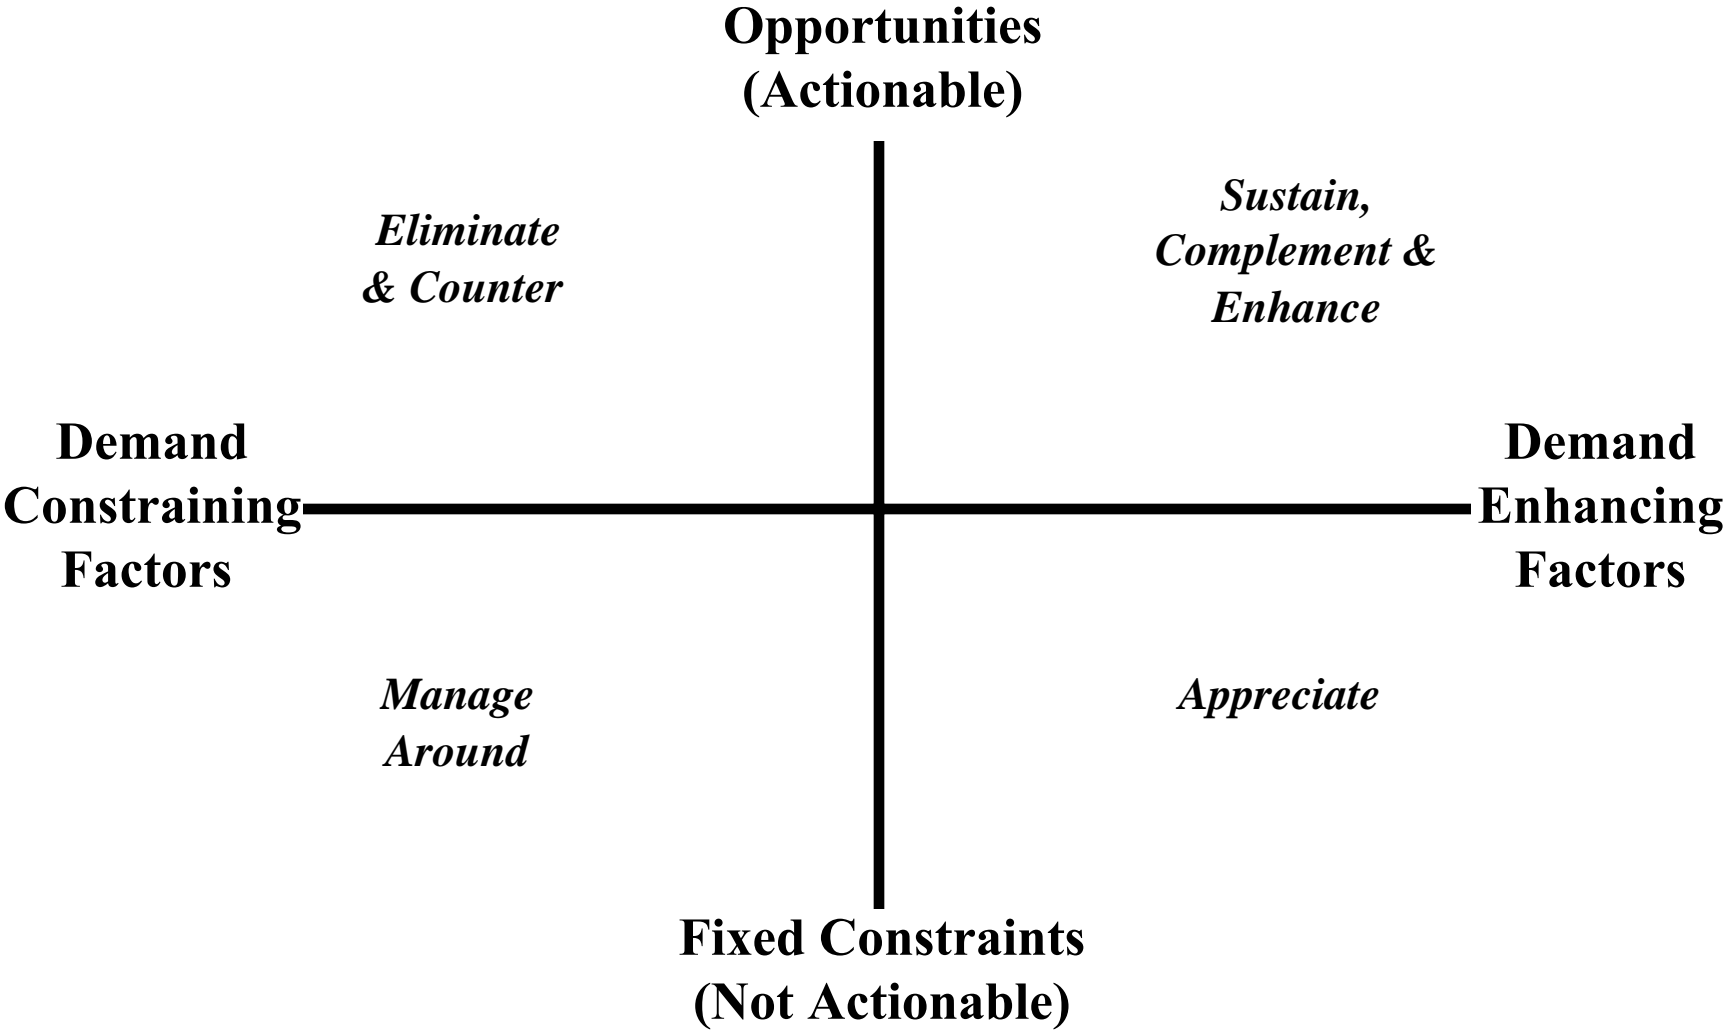 Opportunities
(Actionable)
Eliminate
& Counter
Sustain,
Complement &
Enhance
Demand
Constraining
Factors
Demand
Enhancing
Factors
Manage
Around
Appreciate
Fixed Constraints
(Not Actionable)